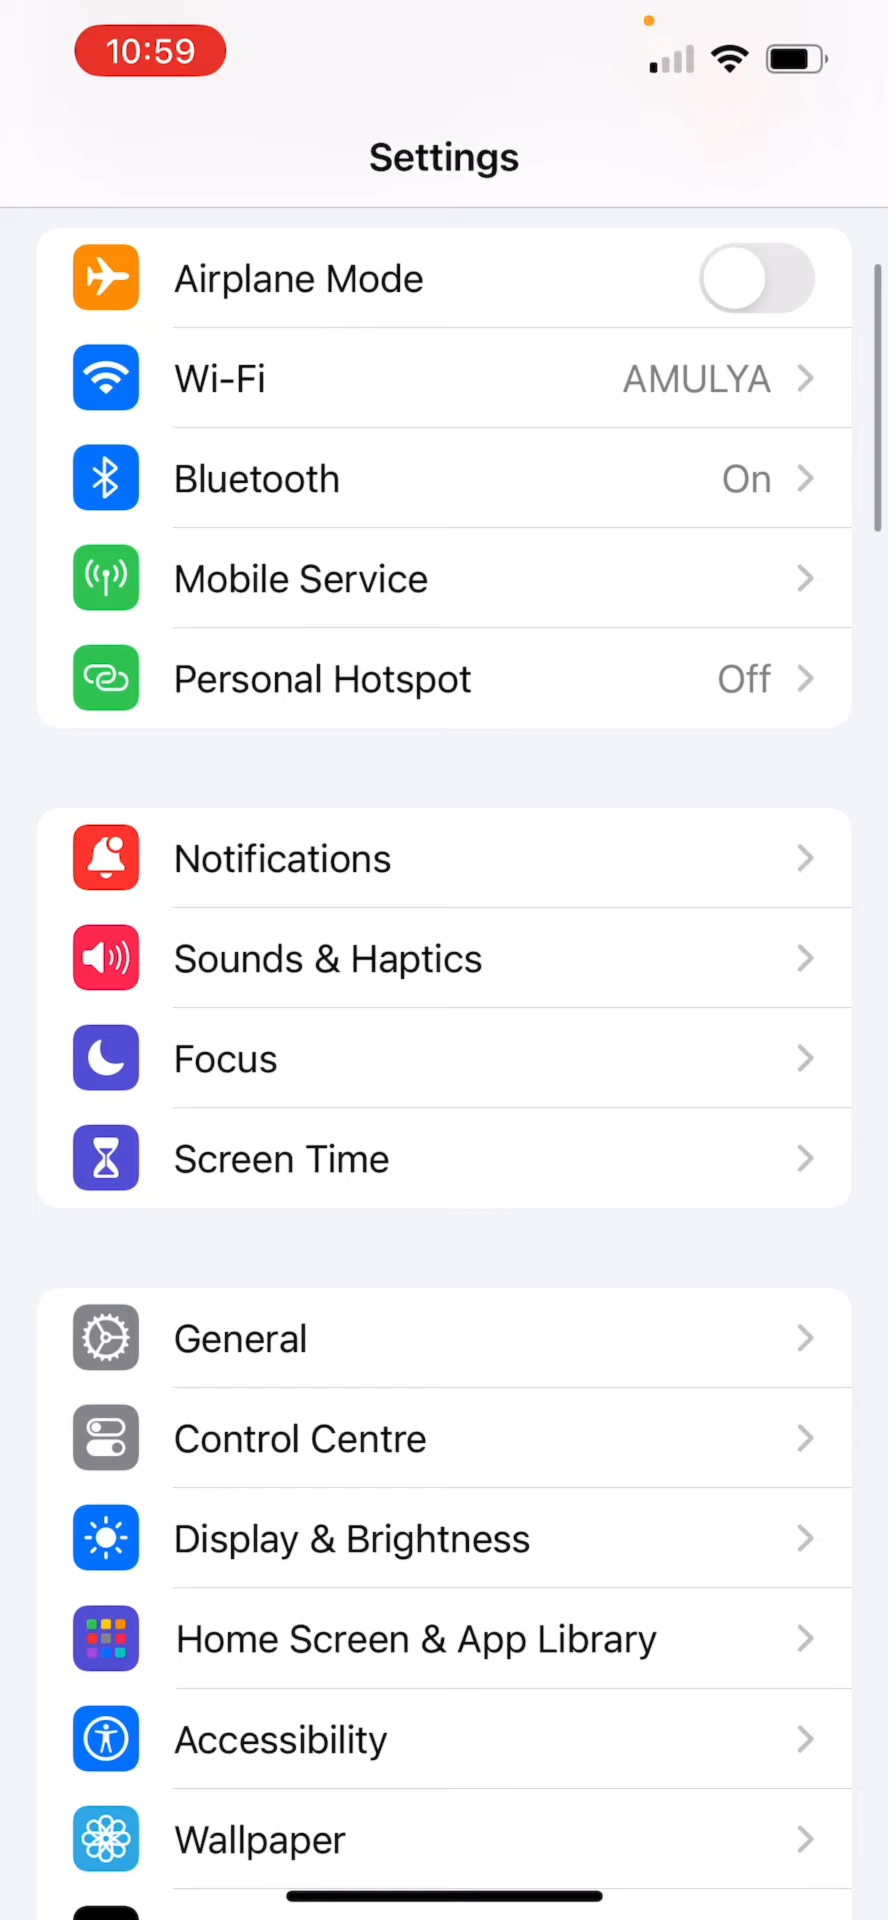 10:59
Settings
Airplane Mode
Wi-Fi AMULYA
Bluetooth On
Mobile Service
Personal Hotspot Off
Notifications
Sounds & Haptics
Focus
Screen Time
General
Control Centre
Display & Brightness
Home Screen & App Library
Accessibility
Wallpaper